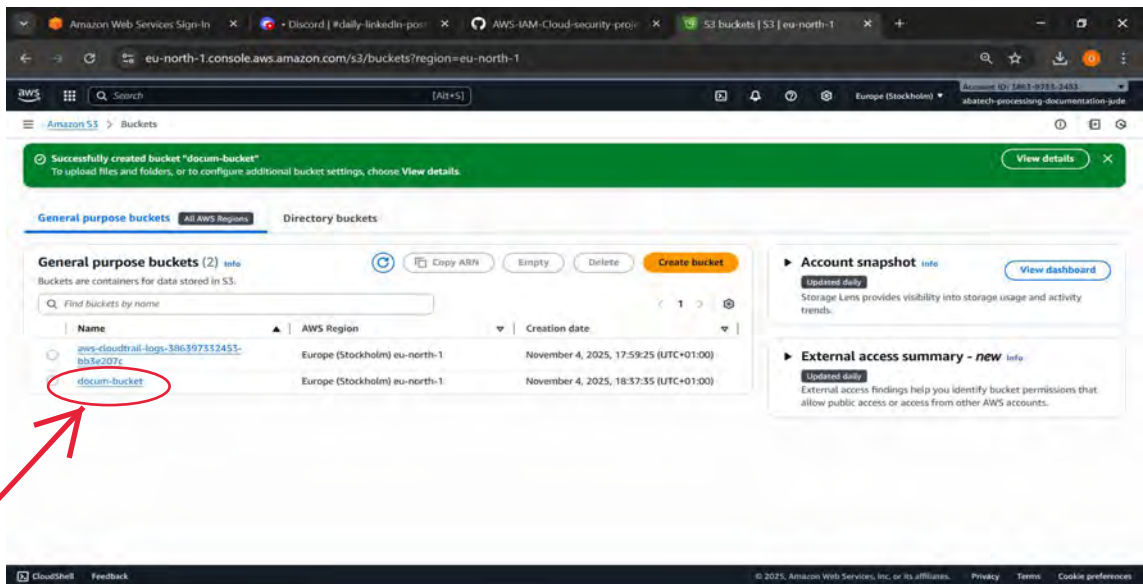 Amazon Web Services Sign-In
• Discord | #daily-linkedin-pos
AWS-IAM-Cloud-security-proje
S3 buckets | S3 | eu-north-1
eu-north-1.console.aws.amazon.com/s3/buckets?region=eu-north-1
aws
Search
[Alt+S]
Europe (Stockholm)
abatech-processisng-documentation-jude
Amazon S3 > Buckets
Successfully created bucket "docum-bucket"
To upload files and folders, or to configure additional bucket settings, choose View details.
View details
General purpose buckets All AWS Regions
Directory buckets
General purpose buckets (2) Info
Copy ARN
Empty
Delete
Create bucket
Buckets are containers for data stored in S3.
Find buckets by name
1
Name
AWS Region
Creation date
aws-cloudtrail-logs-386397332453-
bb3e207c
Europe (Stockholm) eu-north-1
November 4, 2025, 17:59:25 (UTC+01:00)
docum-bucket
Europe (Stockholm) eu-north-1
November 4, 2025, 18:37:35 (UTC+01:00)
Account snapshot Info
View dashboard
Updated daily
Storage Lens provides visibility into storage usage and activity
trends.
External access summary - new Info
Updated daily
External access findings help you identify bucket permissions that
allow public access or access from other AWS accounts.
CloudShell
Feedback
© 2025, Amazon Web Services, Inc. or its affiliates.
Privacy
Terms
Cookie preferences